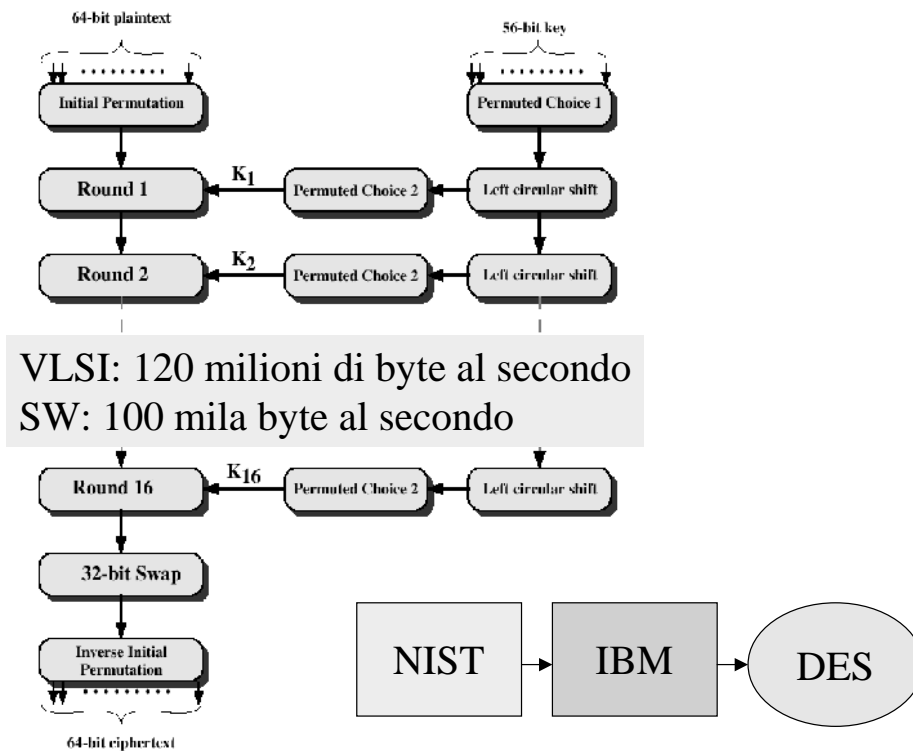 64-bit plaintext
56-bit key
Initial Permutation
Permuted Choice 1
Round 1
K1
Permuted Choice 2
Left circular shift
Round 2
K2
Permuted Choice 2
Left circular shift
VLSI: 120 milioni di byte al secondo
SW: 100 mila byte al secondo
Round 16
K16
Permuted Choice 2
Left circular shift
32-bit Swap
Inverse Initial
Permutation
64-bit ciphertext
NIST
IBM
DES